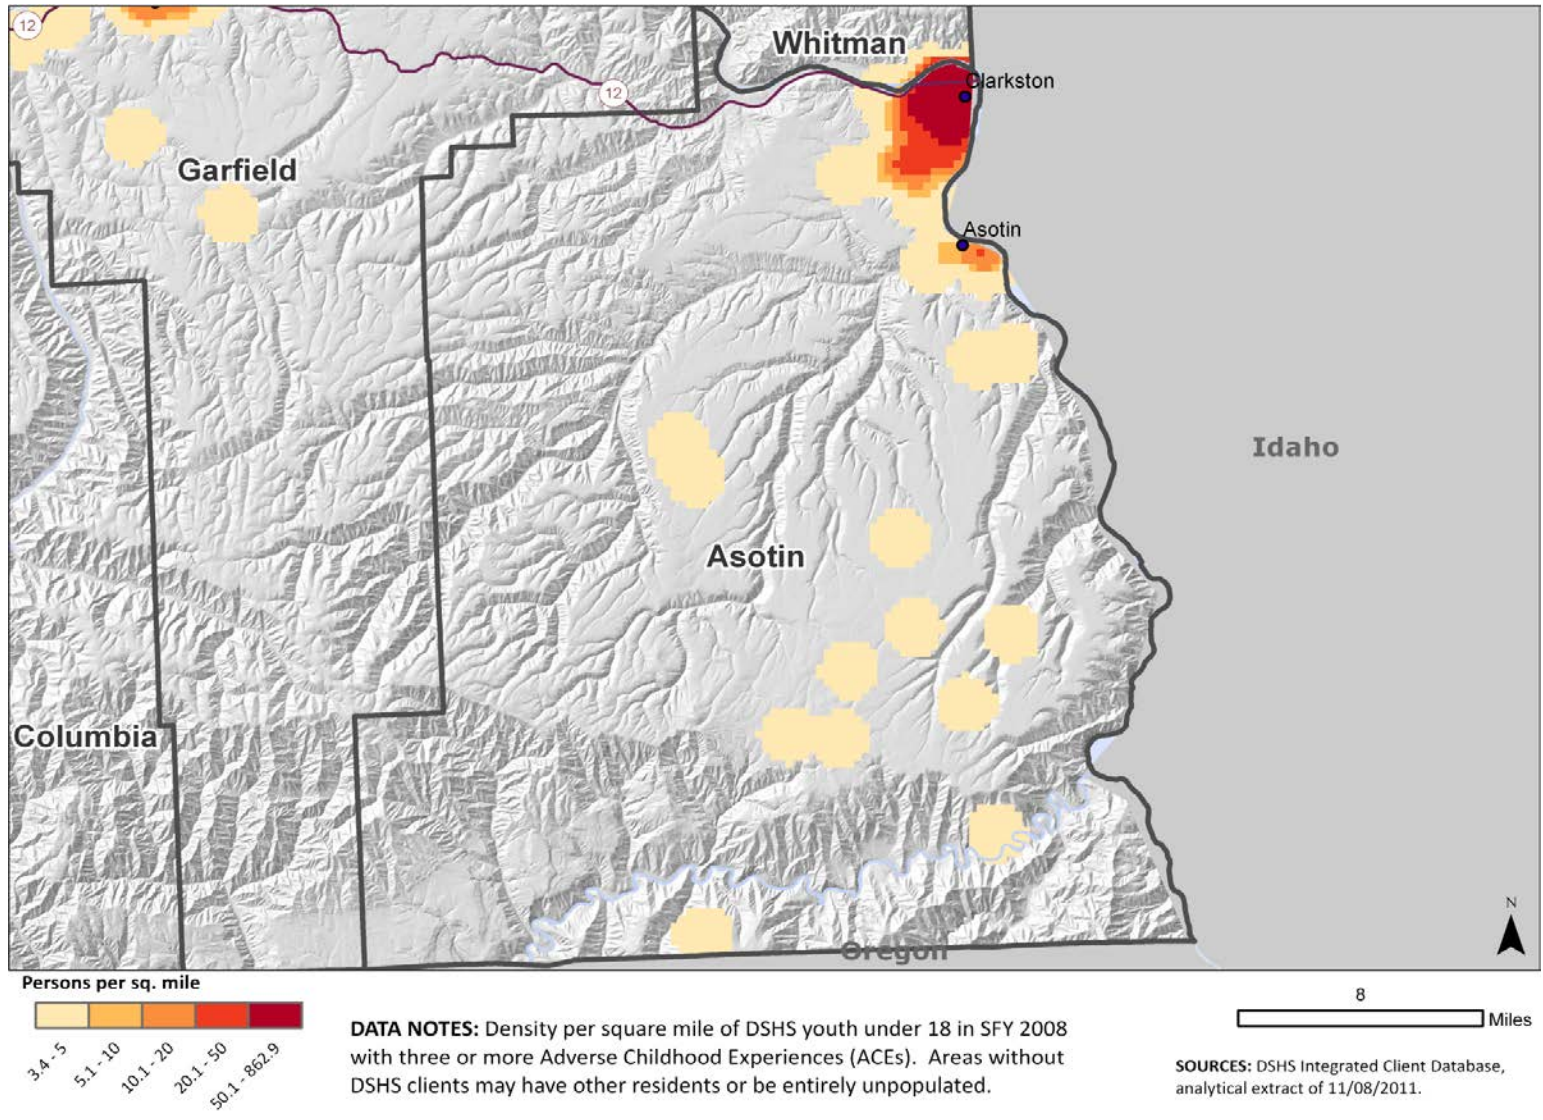 12
Whitman
Clarkston
12
Garfield
Asotin
Idaho
Asotin
Columbia
Oregon
N
Persons per sq. mile
3.4 - 5
5.1 - 10
10.1 - 20
20.1 - 50
50.1 - 862.9
DATA NOTES: Density per square mile of DSHS youth under 18 in SFY 2008
with three or more Adverse Childhood Experiences (ACEs). Areas without
DSHS clients may have other residents or be entirely unpopulated.
8
Miles
SOURCES: DSHS Integrated Client Database,
analytical extract of 11/08/2011.